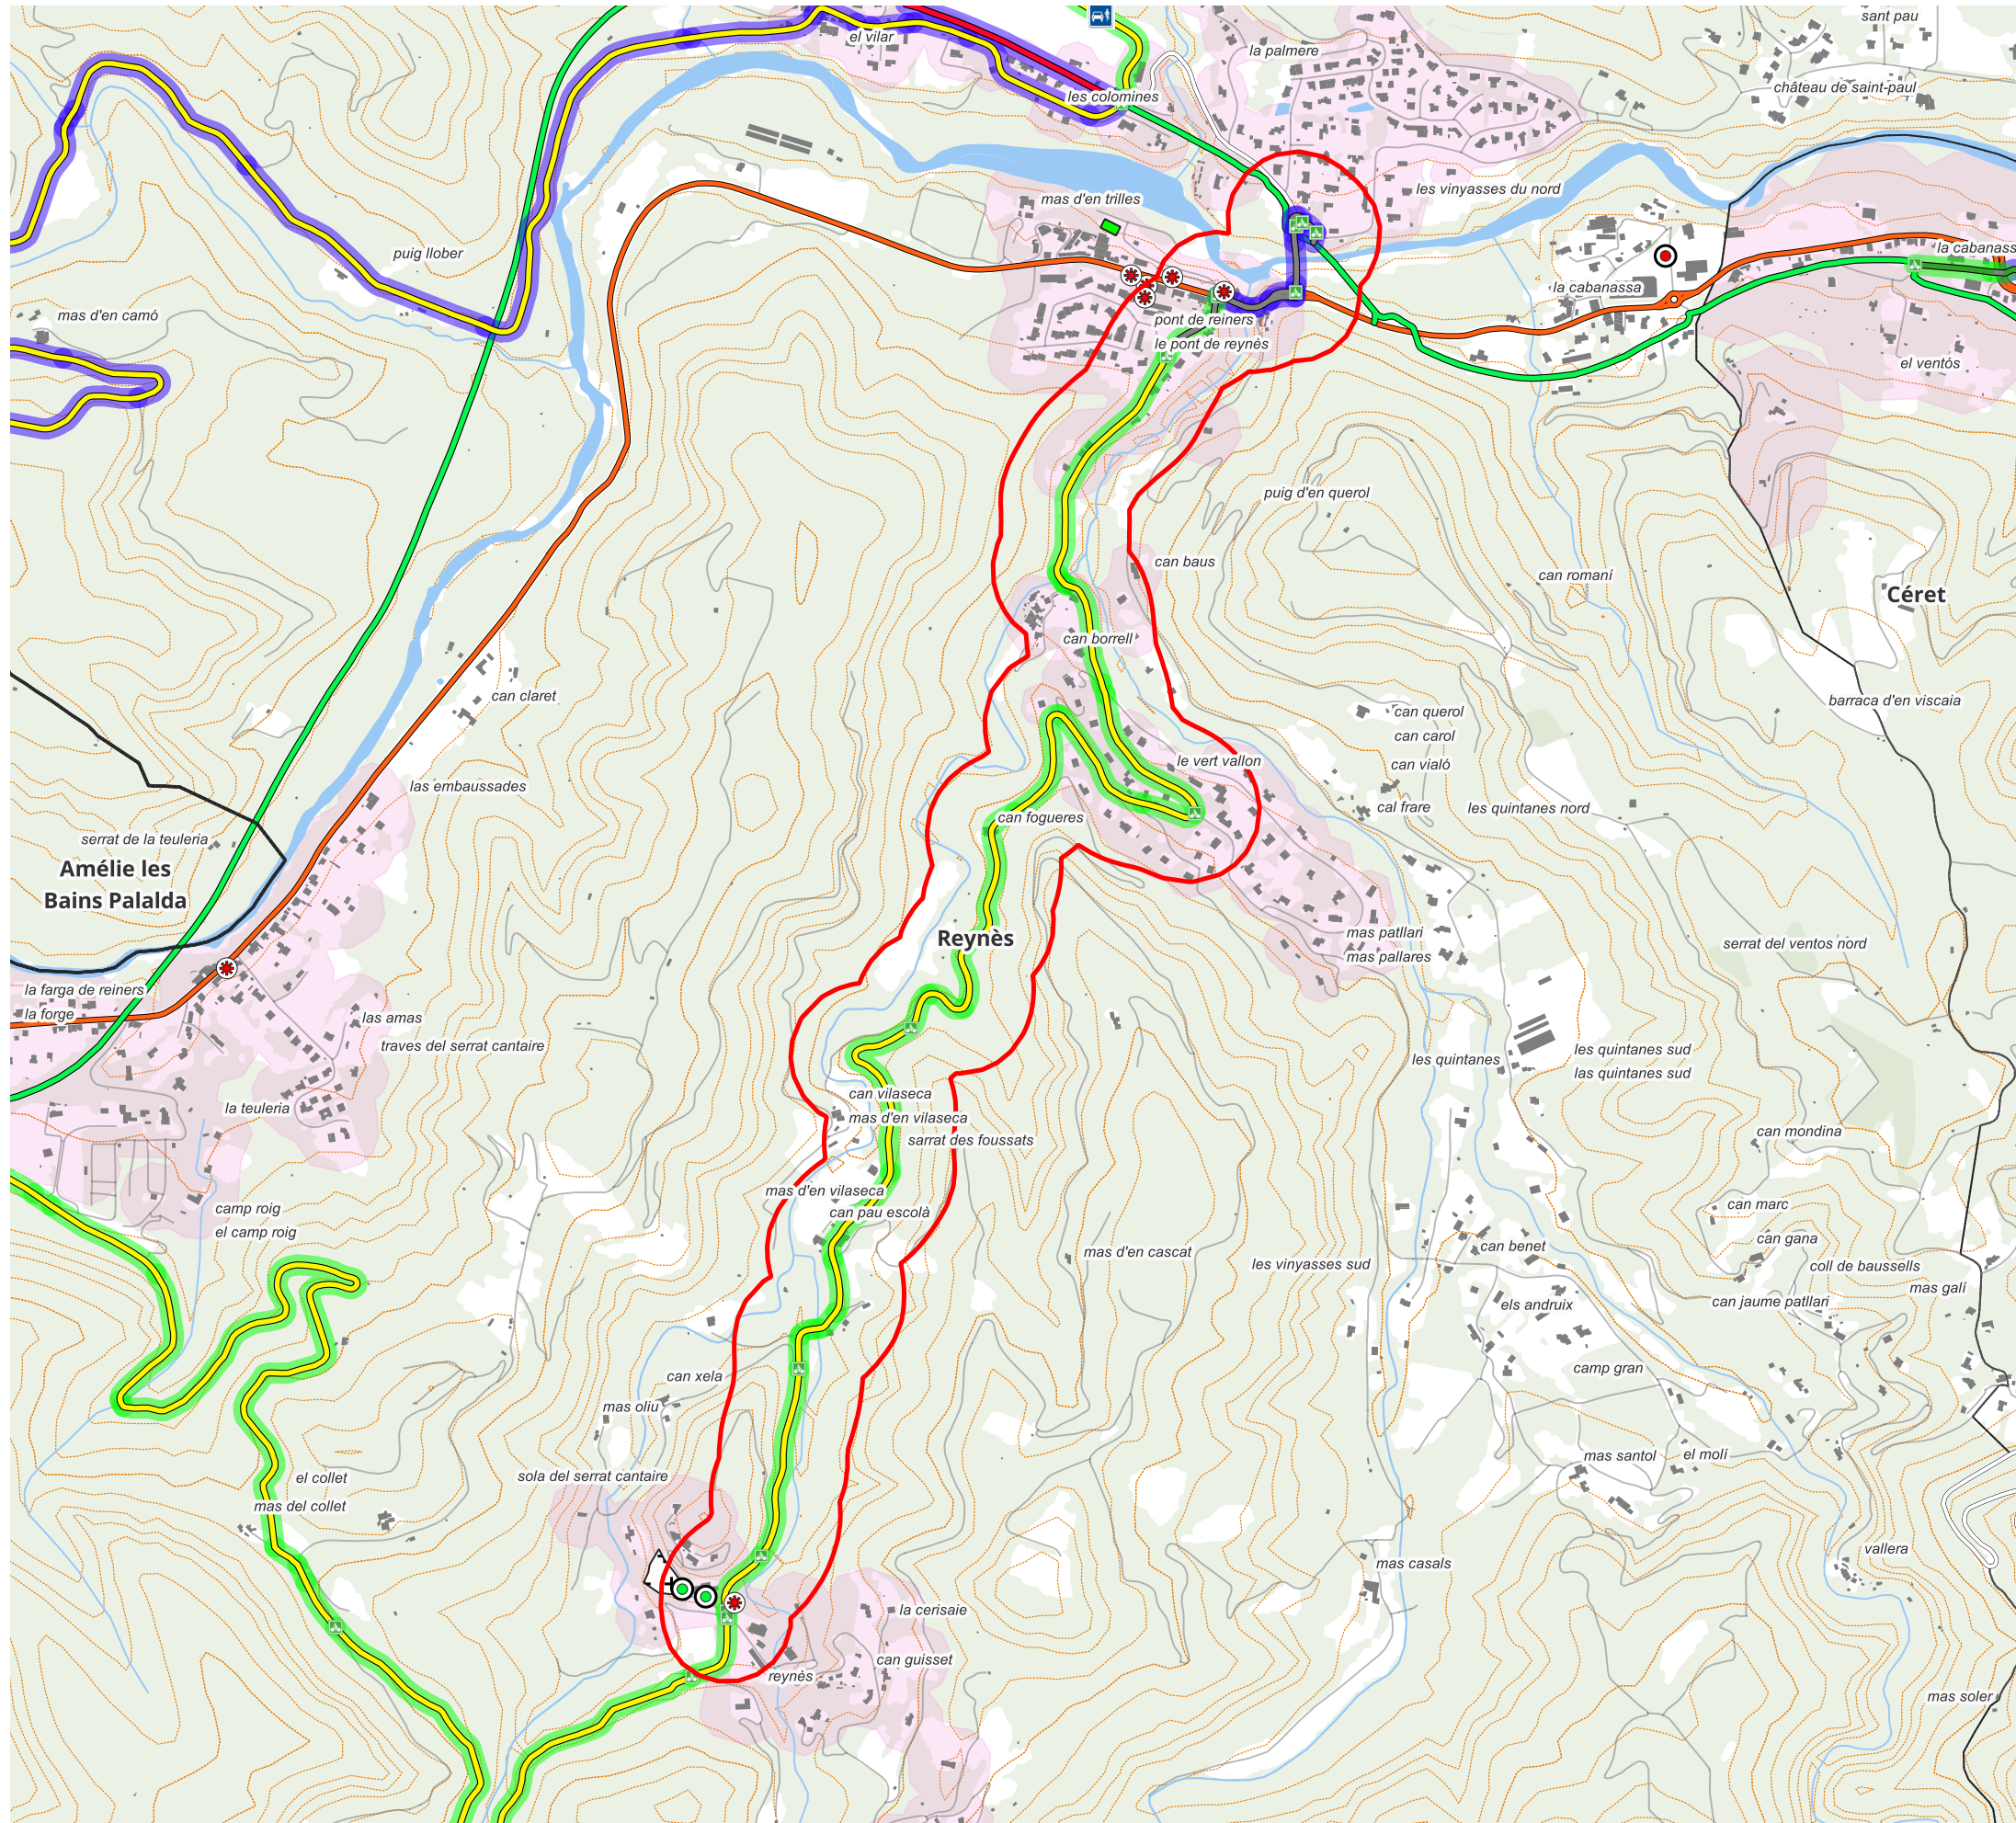 sant pau
el vilar
la palmere
château de saint-paul
les colomines
les vinyasses du nord
mas d'en trilles
puig llober
la cabanass
la cabanassa
mas d'en camó
pont de reiners
le pont de reynès
el ventós
puig d'en querol
can baus
can romaní
Céret
can borrell
can claret
barraca d'en viscaia
can querol
can carol
le vert vallon
can vialó
las embaussades
cal frare
les quintanes nord
can fogueres
serrat de la teuleria
Amélie les
Bains Palalda
mas patllari
mas pallares
Reynès
serrat del ventos nord
la farga de reiners
la forge
las amas
traves del serrat cantaire
les quintanes
les quintanes sud
las quintanes sud
can vilaseca
mas d'en vilaseca
la teuleria
sarrat des foussats
can mondina
mas d'en vilaseca
can pau escolà
camp roig
el camp roig
can marc
can gana
mas d'en cascat
can benet
les vinyasses sud
coll de baussells
mas galí
els andruix
can jaume patllari
can xela
camp gran
mas oliu
sola del serrat cantaire
el collet
mas del collet
mas santol
el molí
vallera
mas casals
la cerisaie
can guisset
reynès
mas soler